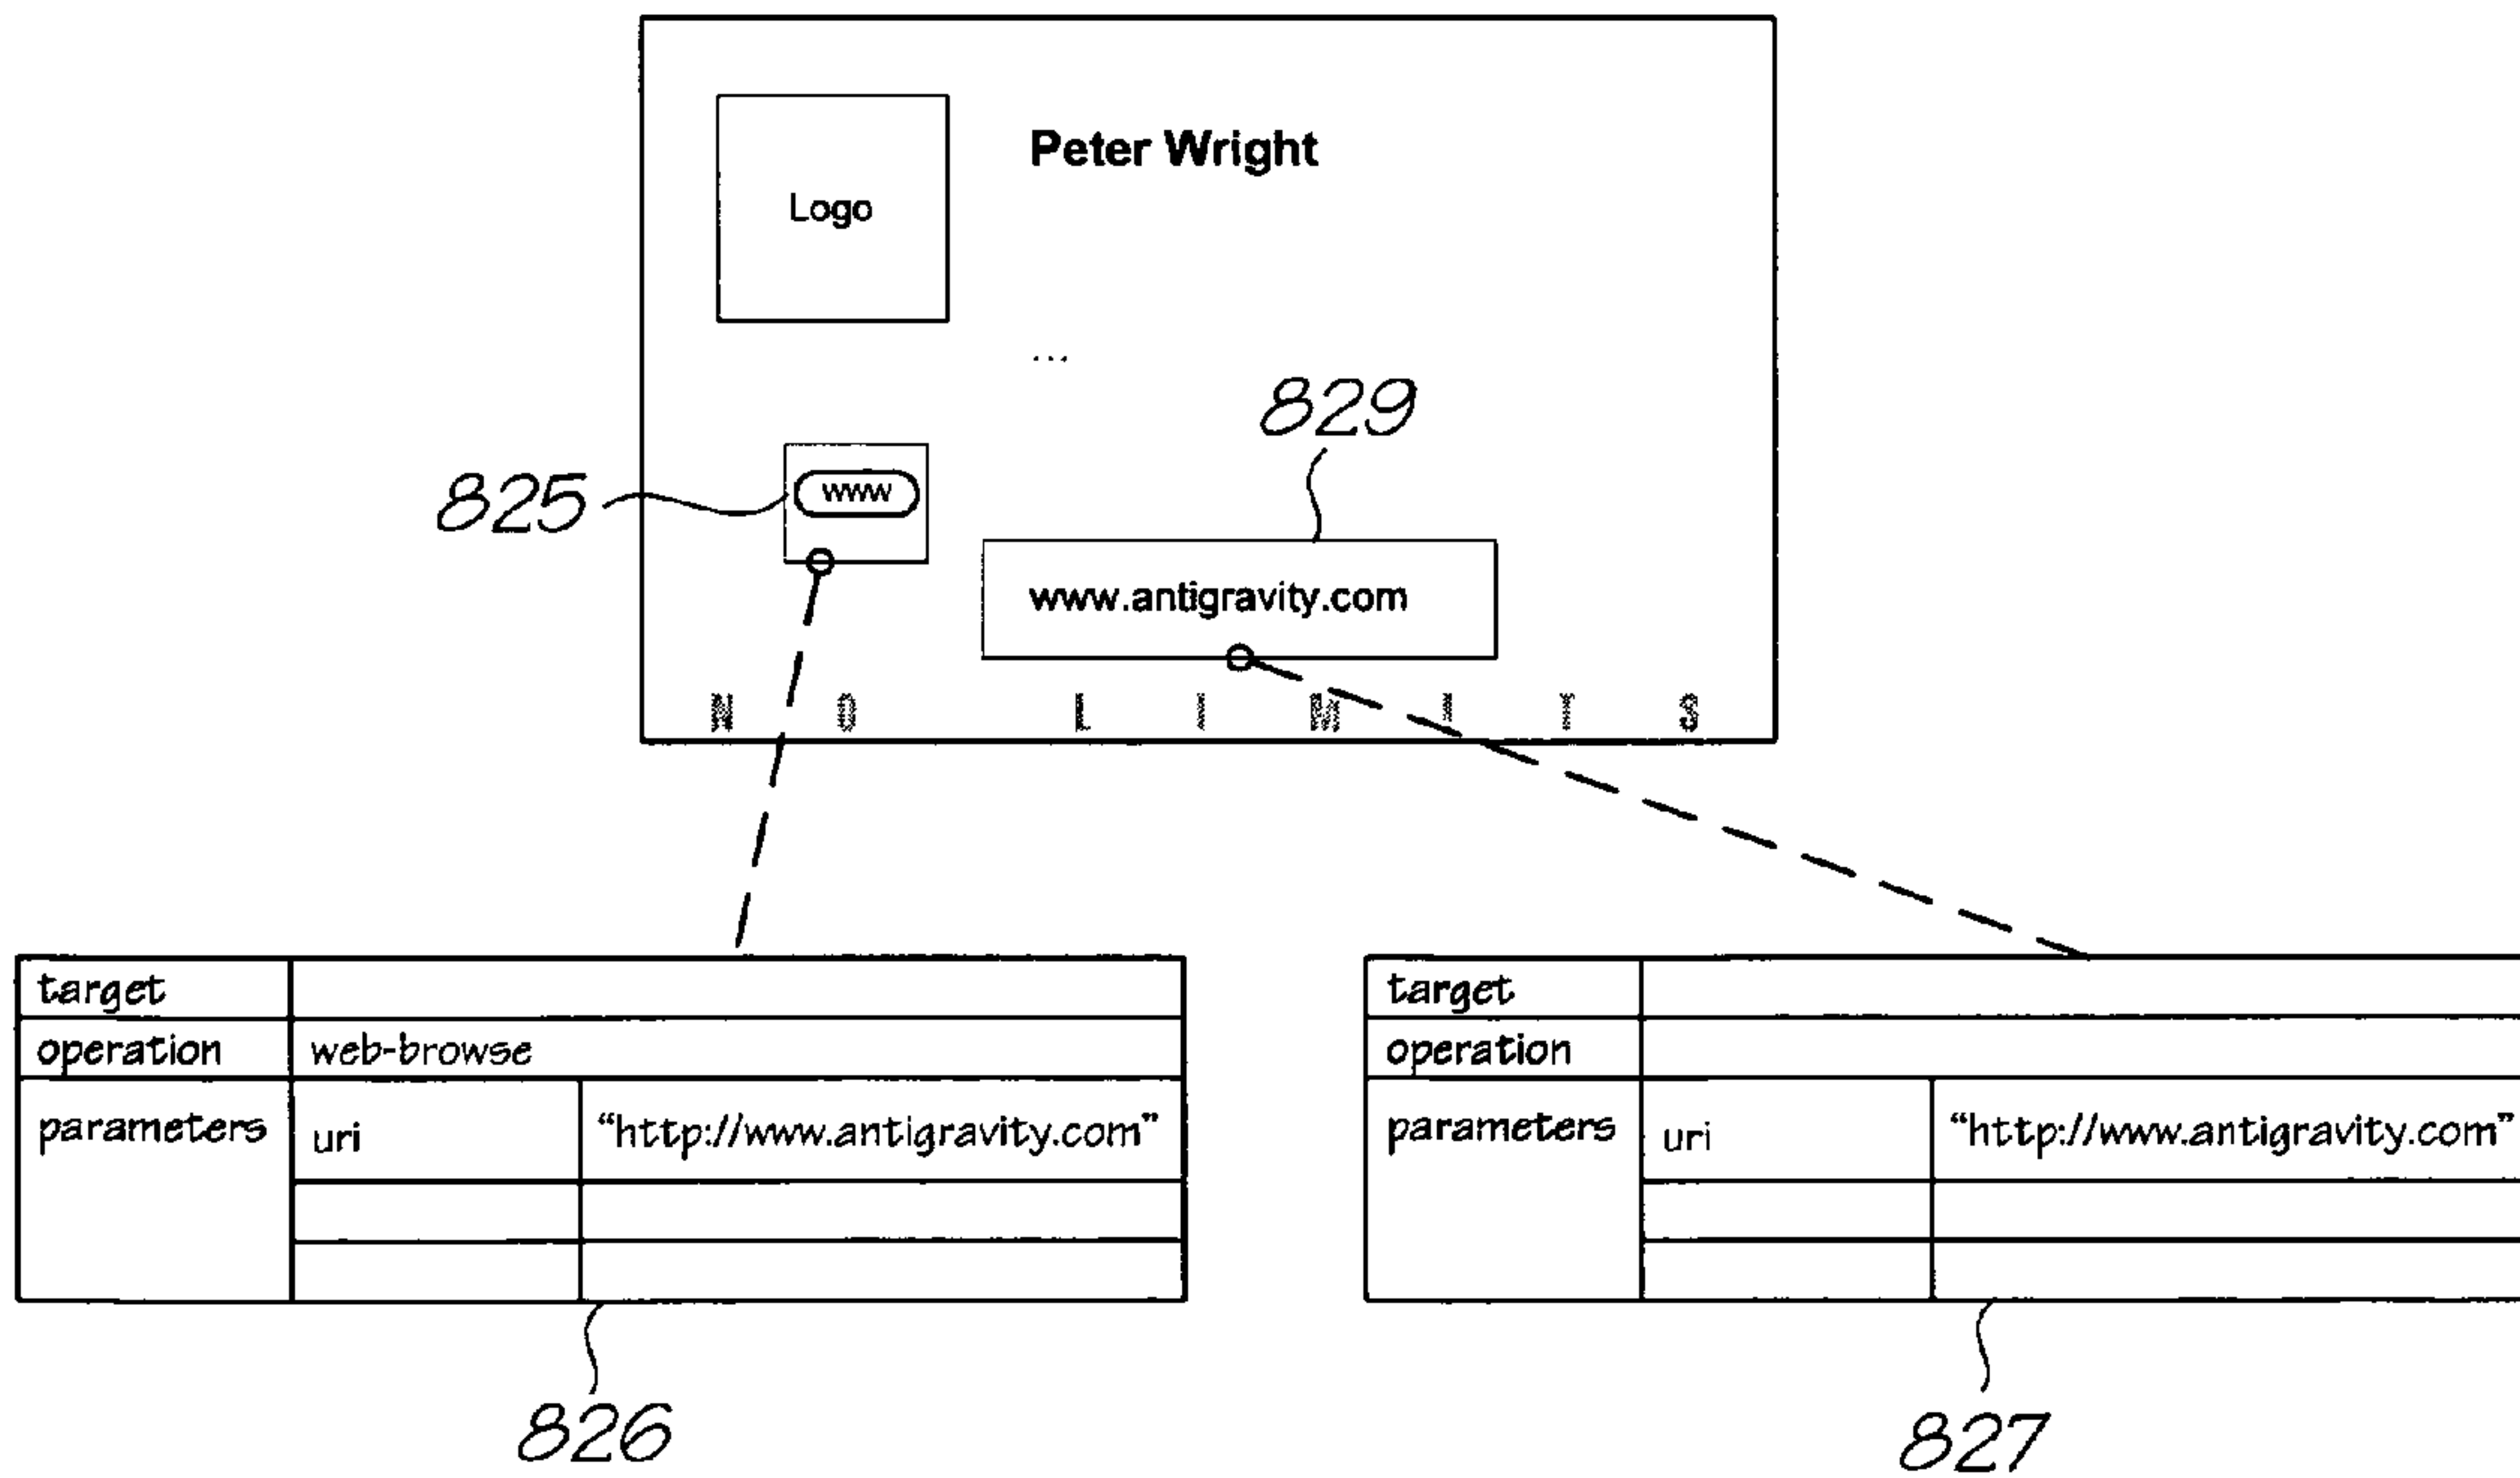 Peter Wright
Logo
...
829
825
www
www.antigravity.com
N O L I M I T S
target
operation web-browse
parameters uri “http://www.antigravity.com”
826
target
operation
parameters uri “http://www.antigravity.com”
827